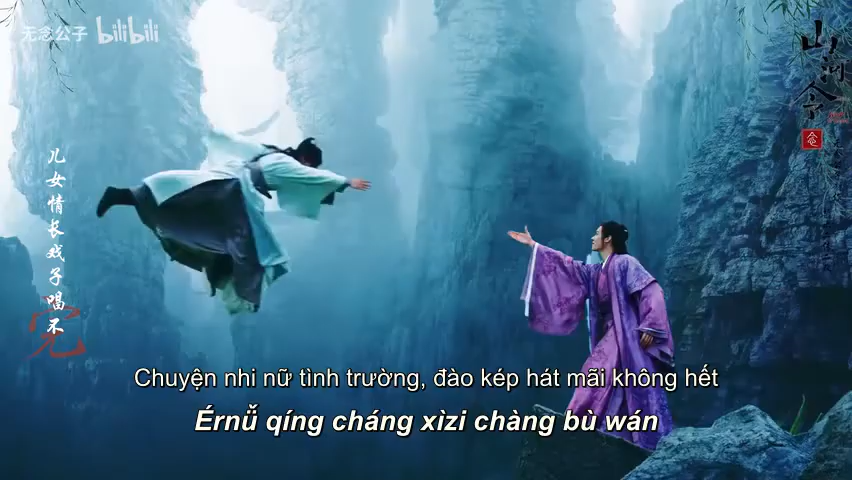 无念公子 bilibili
山河令
念
儿女情长戏子唱不完
Chuyện nhi nữ tình trường, đào kép hát mãi không hết
Érnǚ qíng cháng xìzi chàng bù wán